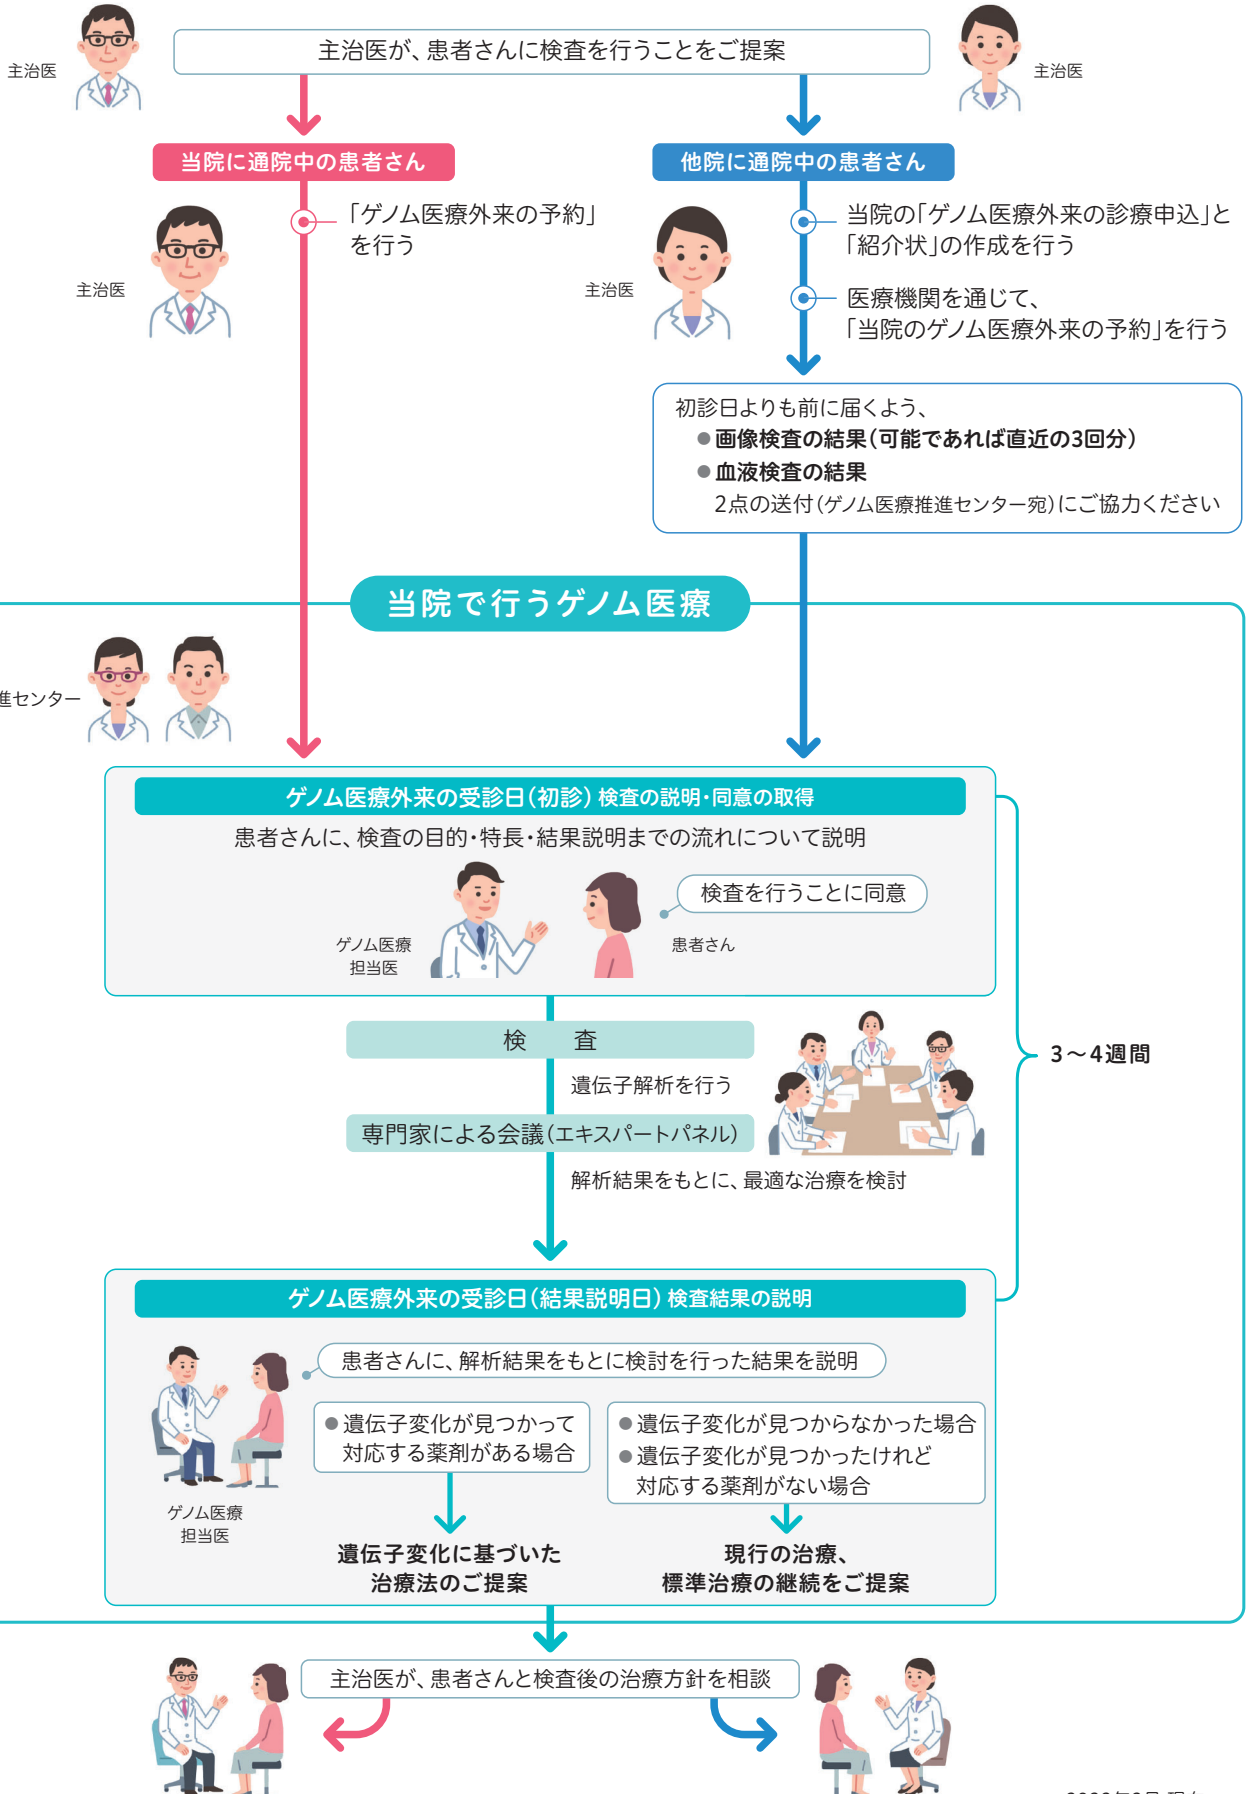 主治医が、患者さんに検査を行うことをご提案
主治医
主治医
当院に通院中の患者さん
「ゲノム医療外来の予約」
を行う
主治医
他院に通院中の患者さん
当院の「ゲノム医療外来の診療申込」と
「紹介状」の作成を行う
主治医
医療機関を通じて、
「当院のゲノム医療外来の予約」を行う
初診日よりも前に届くよう、
●画像検査の結果(可能であれば直近の3回分)
●血液検査の結果
2点の送付(ゲノム医療推進センター宛)にご協力ください
当院で行うゲノム医療
進センター
ゲノム医療外来の受診日(初診) 検査の説明・同意の取得
患者さんに、検査の目的・特長・結果説明までの流れについて説明
検査を行うことに同意
ゲノム医療
担当医
患者さん
検 査
遺伝子解析を行う
専門家による会議(エキスパートパネル)
解析結果をもとに、最適な治療を検討
3〜4週間
ゲノム医療外来の受診日(結果説明日) 検査結果の説明
患者さんに、解析結果をもとに検討を行った結果を説明
●遺伝子変化が見つかって
対応する薬剤がある場合
●遺伝子変化が見つからなかった場合
●遺伝子変化が見つかったけれど
対応する薬剤がない場合
ゲノム医療
担当医
遺伝子変化に基づいた
治療法のご提案
現行の治療、
標準治療の継続をご提案
主治医が、患者さんと検査後の治療方針を相談